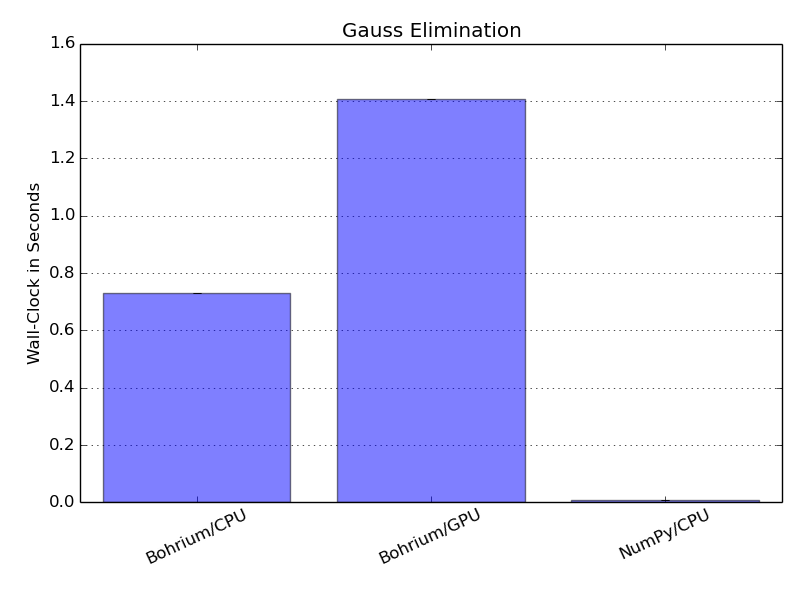 Gauss Elimination
Wall-Clock in Seconds
1.6
1.4
1.2
1.0
0.8
0.6
0.4
0.2
0.0
Bohrium/CPU
Bohrium/GPU
NumPy/CPU